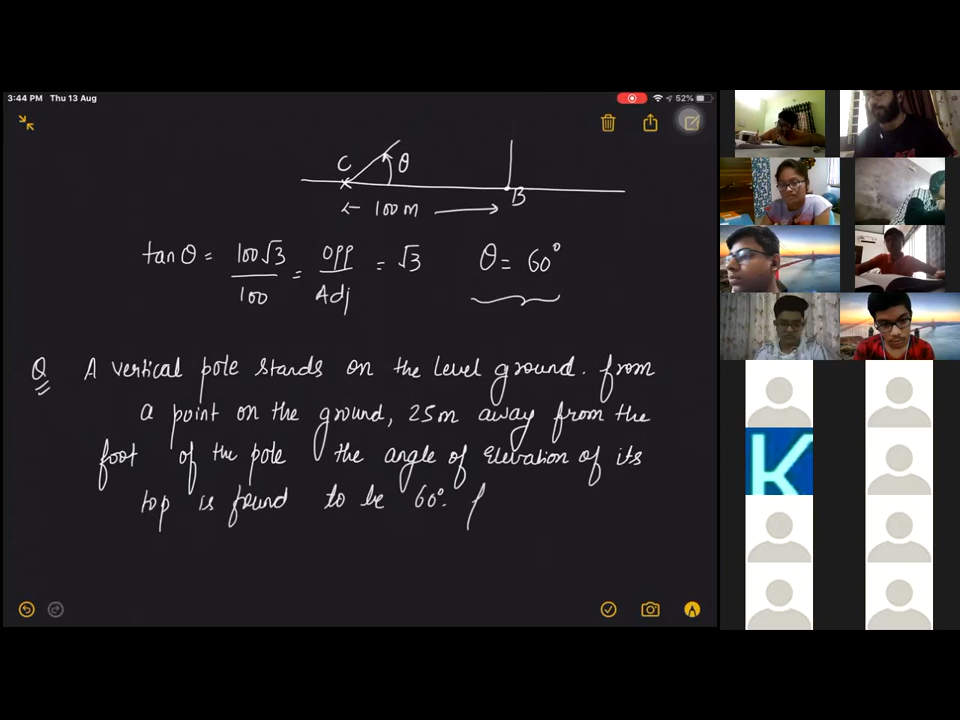 3:44 PM Thu 13 Aug
52%
C θ
B
100m
tan θ = 100√3 / 100 = opp / Adj = √3 θ = 60°
Q A vertical pole stands on the level ground. from
a point on the ground, 25m away from the
foot of the pole the angle of Elevation of its
top is found to be 60°. f
K